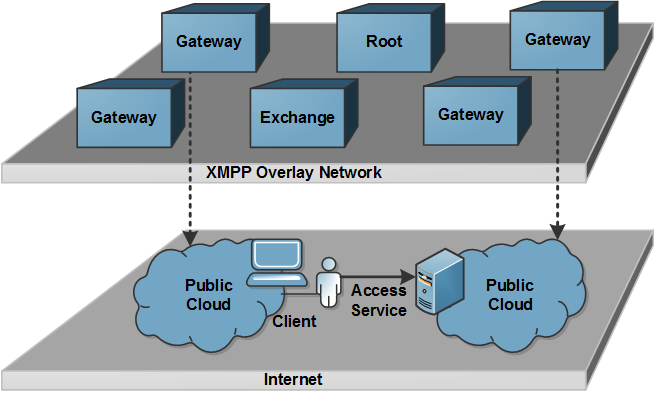 Gateway
Root
Gateway
Gateway
Exchange
Gateway
XMPP Overlay Network
Public
Cloud
Client
Access
Service
Public
Cloud
Internet